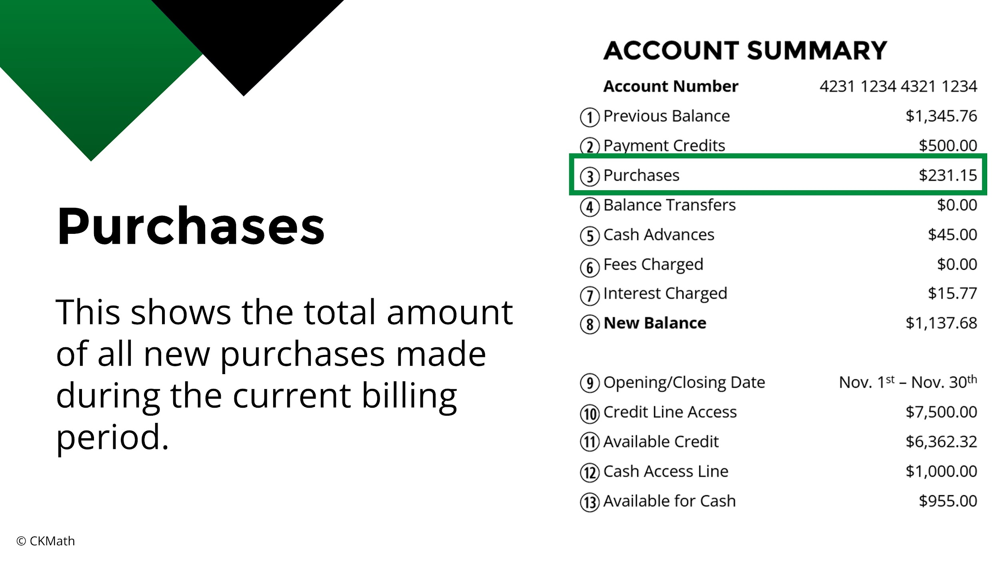 Purchases
This shows the total amount
of all new purchases made
during the current billing
period.
© CKMath
ACCOUNT SUMMARY
Account Number 4231 1234 4321 1234
① Previous Balance $1,345.76
② Payment Credits $500.00
③ Purchases $231.15
④ Balance Transfers $0.00
⑤ Cash Advances $45.00
⑥ Fees Charged $0.00
⑦ Interest Charged $15.77
⑧ New Balance $1,137.68
⑨ Opening/Closing Date Nov. 1st – Nov. 30th
⑩ Credit Line Access $7,500.00
⑪ Available Credit $6,362.32
⑫ Cash Access Line $1,000.00
⑬ Available for Cash $955.00